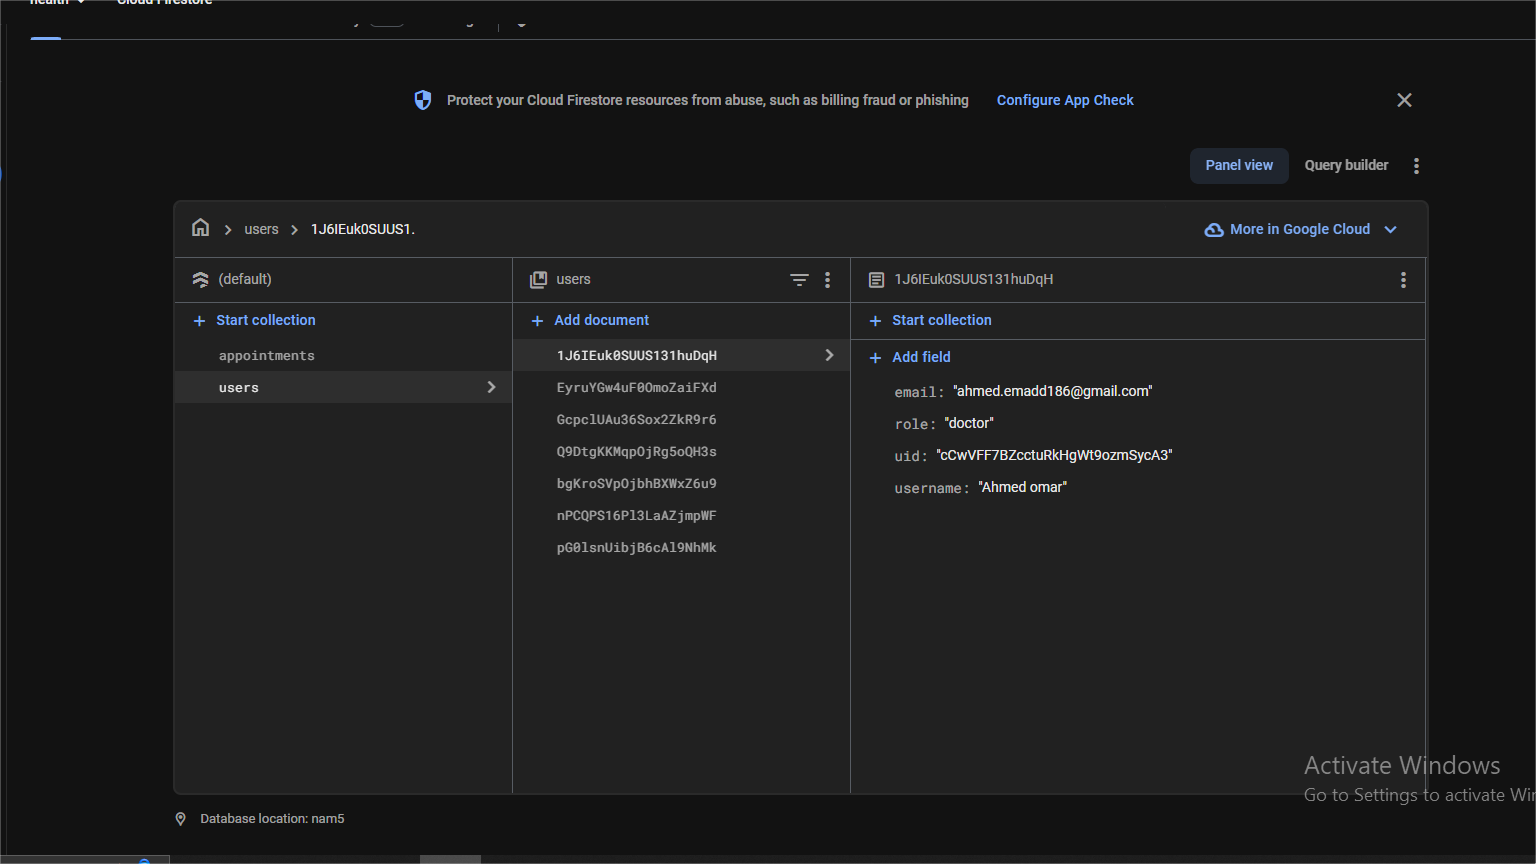 health Cloud Firestore
Protect your Cloud Firestore resources from abuse, such as billing fraud or phishing Configure App Check
Panel view Query builder
users 1J6IEuk0SUUS1.
More in Google Cloud
(default)
users
1J6IEuk0SUUS131huDqH
Start collection
appointments
users
Add document
1J6IEuk0SUUS131huDqH
EyruYGw4uF0OmoZaiFXd
GcpclUAu36Sox2ZkR9r6
Q9DtgKKMqpOjRg5oQH3s
bgKroSVpOjbhBXWxZ6u9
nPCQPS16Pl3LaAZjmpWF
pG0lsnUibjB6cAl9NhMk
Start collection
Add field
email: "ahmed.emadd186@gmail.com"
role: "doctor"
uid: "cCwVFF7BZcctuRkHgWt9ozmSycA3"
username: "Ahmed omar"
Database location: nam5
Activate Windows
Go to Settings to activate Wi